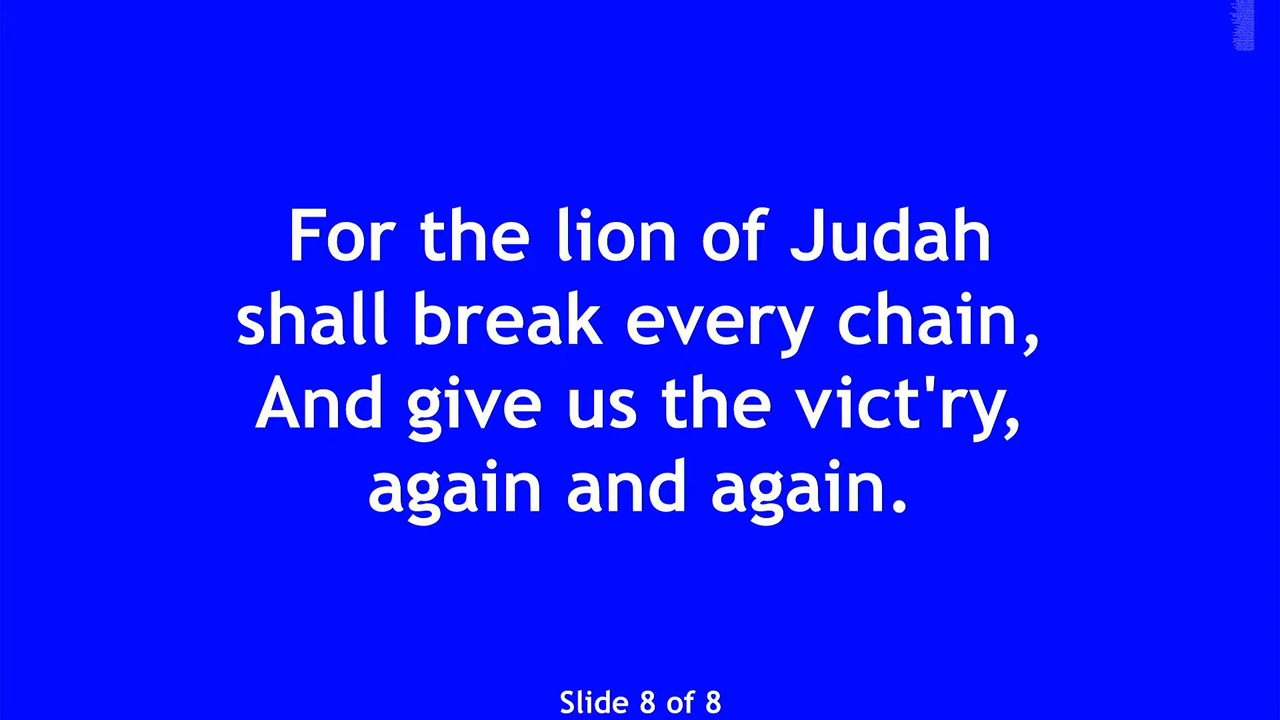 For the lion of Judah
shall break every chain,
And give us the vict'ry,
again and again.
Slide 8 of 8